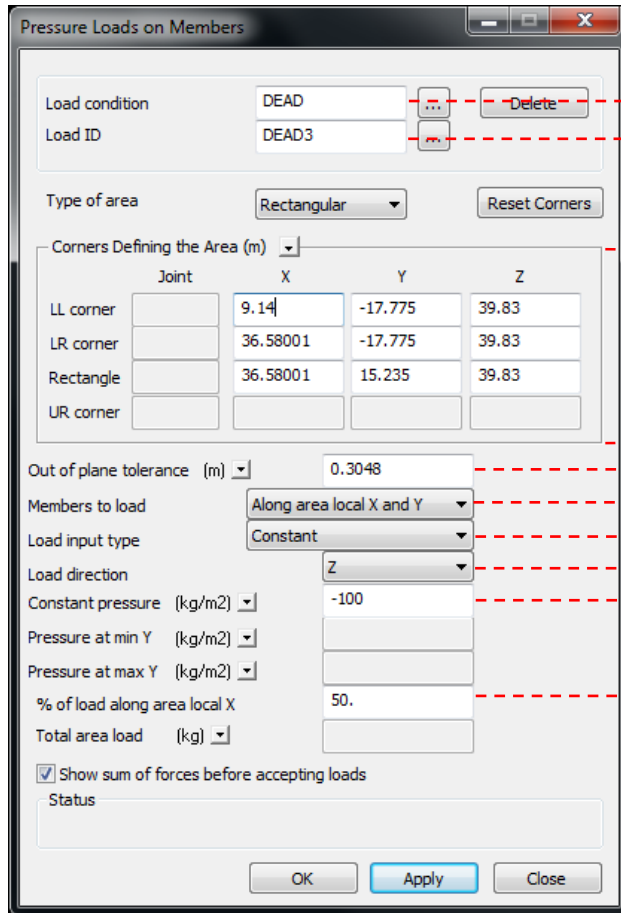 Pressure Loads on Members
Load condition DEAD ... Delete
Load ID DEAD3 ...
Type of area Rectangular Reset Corners
Corners Defining the Area (m)
Joint X Y Z
LL corner 9.14 -17.775 39.83
LR corner 36.58001 -17.775 39.83
Rectangle 36.58001 15.235 39.83
UR corner
Out of plane tolerance (m) 0.3048
Members to load Along area local X and Y
Load input type Constant
Load direction Z
Constant pressure (kg/m2) -100
Pressure at min Y (kg/m2)
Pressure at max Y (kg/m2)
% of load along area local X 50.
Total area load (kg)
Show sum of forces before accepting loads
Status
OK Apply Close